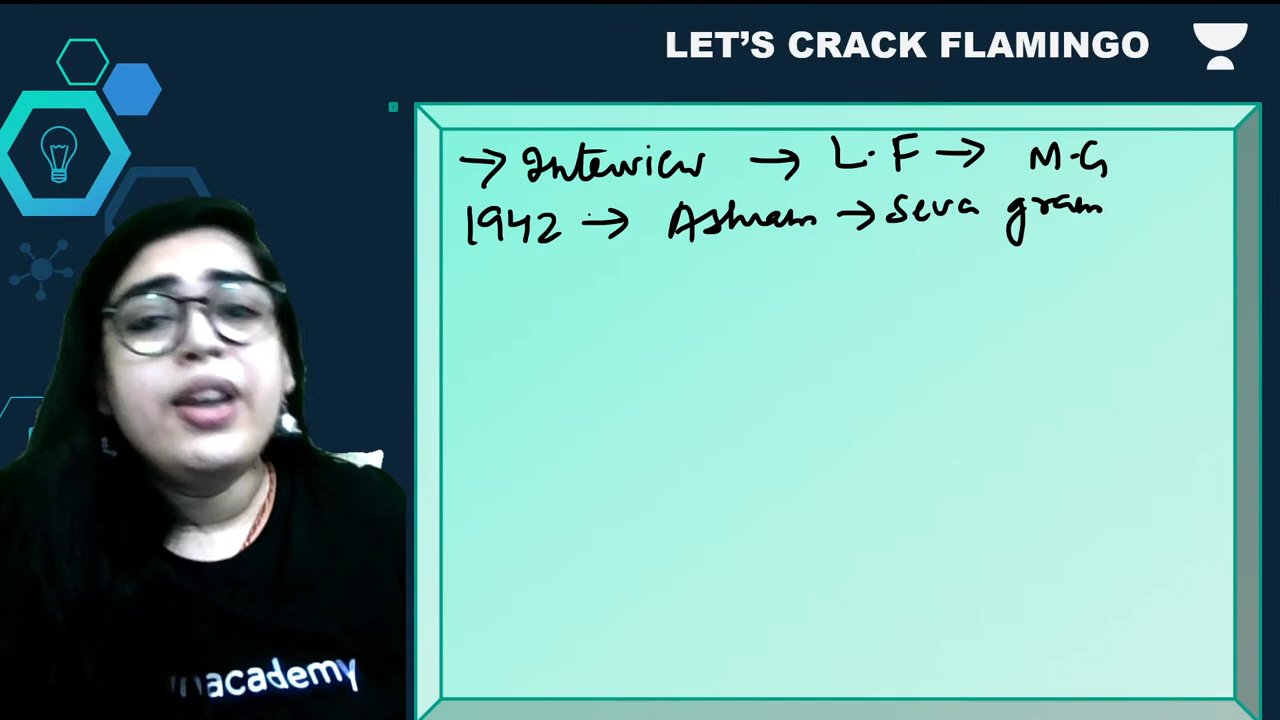 LET'S CRACK FLAMINGO
→ Interview → L.F → M.G
1942 → Ashram → Seva gram
unacademy